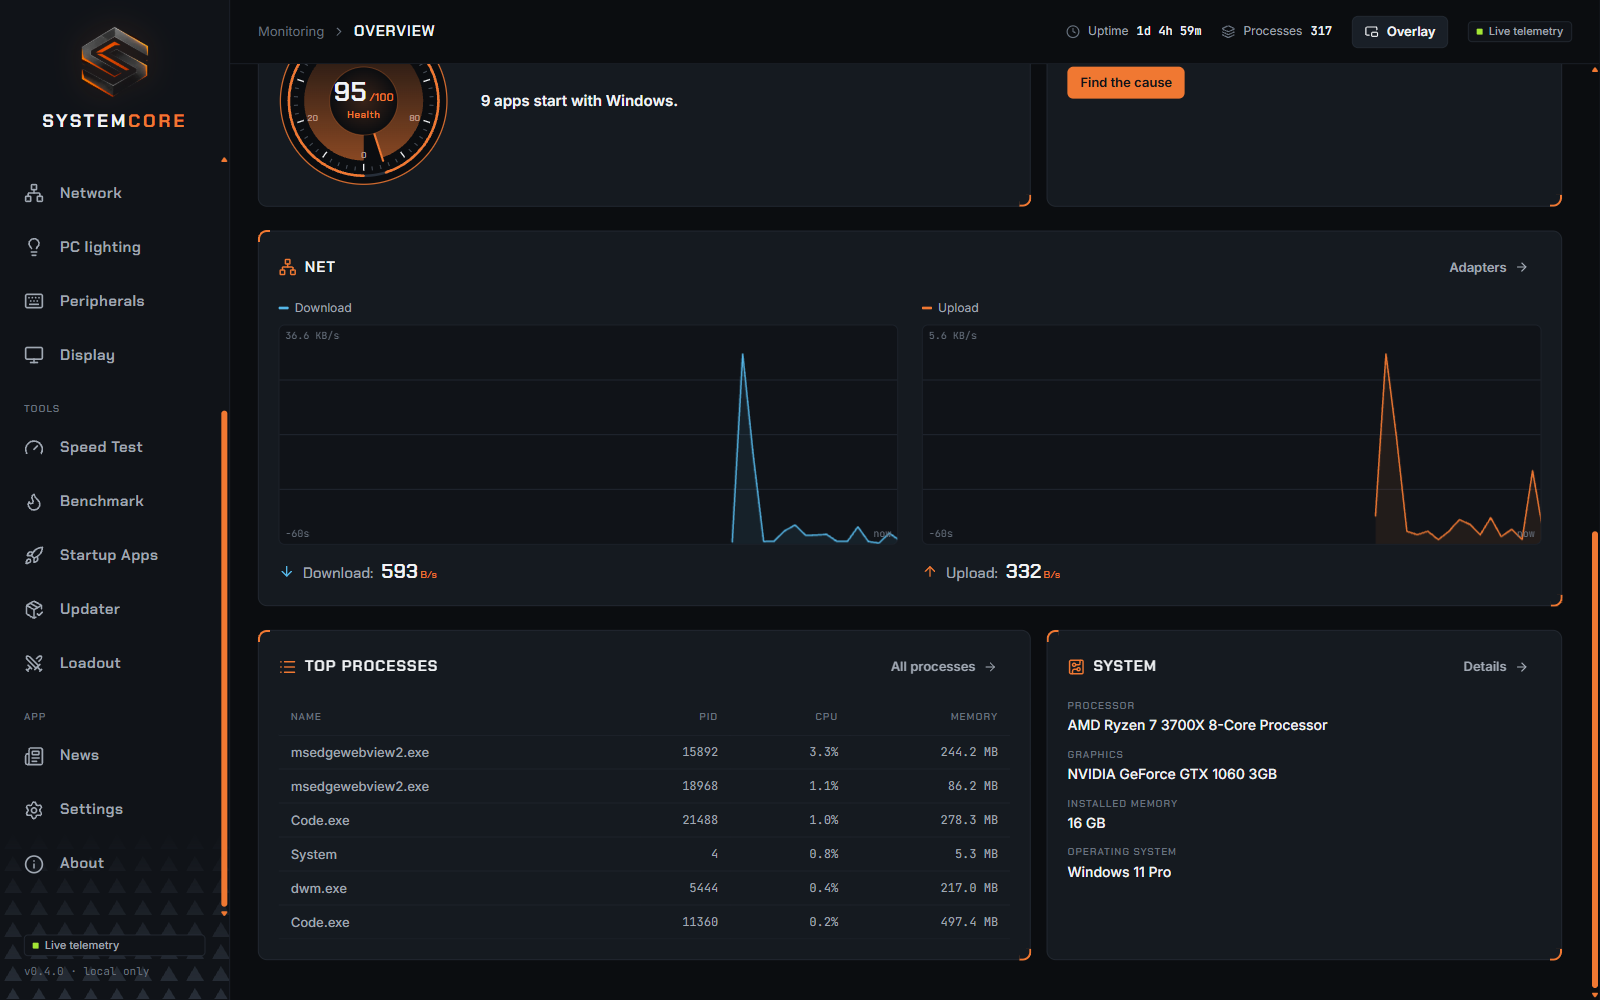 SYSTEMCORE
Network
PC lighting
Peripherals
Display
TOOLS
Speed Test
Benchmark
Startup Apps
Updater
Loadout
APP
News
Settings
About
Live telemetry
v0.4.0 · local only
Monitoring > OVERVIEW
Uptime 1d 4h 59m
Processes 317
Overlay
Live telemetry
95 /100
Health
20
80
0
9 apps start with Windows.
Find the cause
NET
Adapters →
Download
36.6 KB/s
-60s
now
Download: 593 B/s
Upload
5.6 KB/s
-60s
now
Upload: 332 B/s
TOP PROCESSES
All processes →
NAME PID CPU MEMORY
msedgewebview2.exe 15892 3.3% 244.2 MB
msedgewebview2.exe 18968 1.1% 86.2 MB
Code.exe 21488 1.0% 278.3 MB
System 4 0.8% 5.3 MB
dwm.exe 5444 0.4% 217.0 MB
Code.exe 11360 0.2% 497.4 MB
SYSTEM
Details →
PROCESSOR
AMD Ryzen 7 3700X 8-Core Processor
GRAPHICS
NVIDIA GeForce GTX 1060 3GB
INSTALLED MEMORY
16 GB
OPERATING SYSTEM
Windows 11 Pro